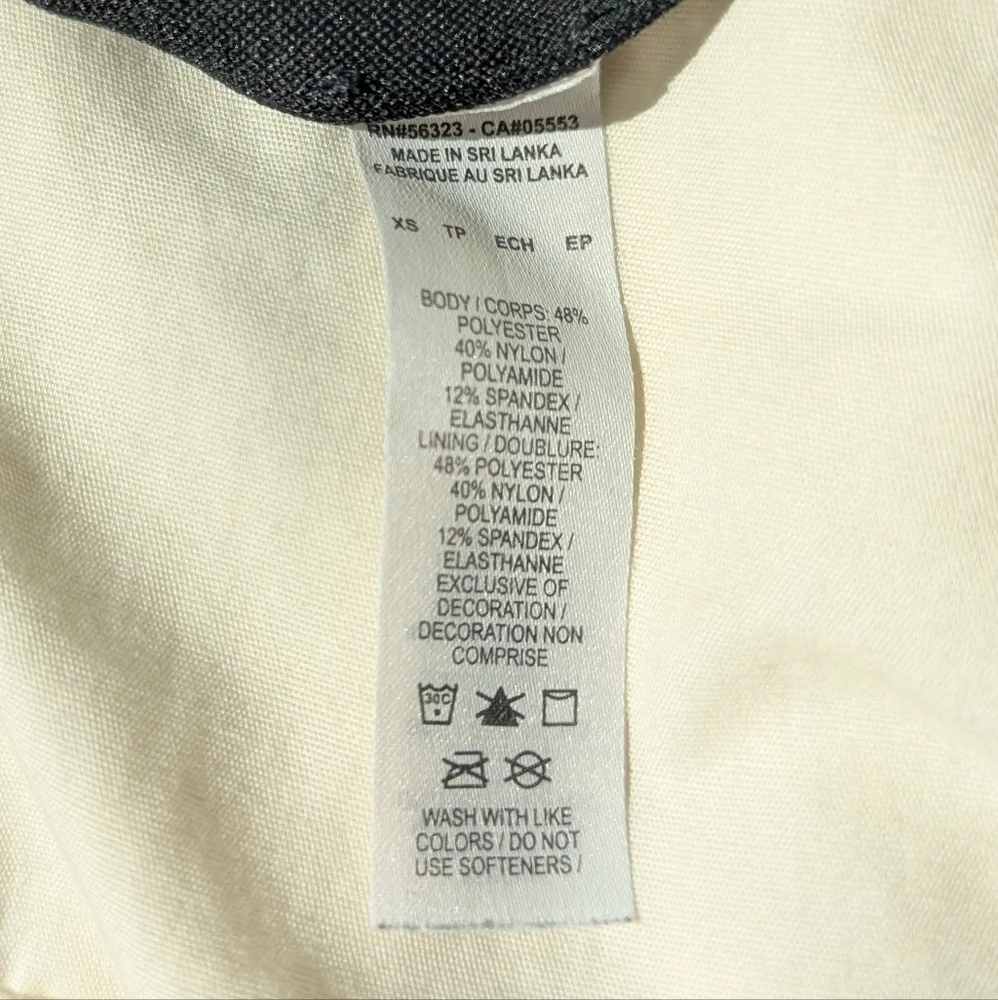 RN#56323 - CA#05553
MADE IN SRI LANKA
FABRIQUE AU SRI LANKA
XS TP ECH EP
BODY / CORPS: 48%
POLYESTER
40% NYLON /
POLYAMIDE
12% SPANDEX /
ELASTHANNE
LINING / DOUBLURE:
48% POLYESTER
40% NYLON /
POLYAMIDE
12% SPANDEX /
ELASTHANNE
EXCLUSIVE OF
DECORATION /
DECORATION NON
COMPRISE
30C
WASH WITH LIKE
COLORS / DO NOT
USE SOFTENERS /